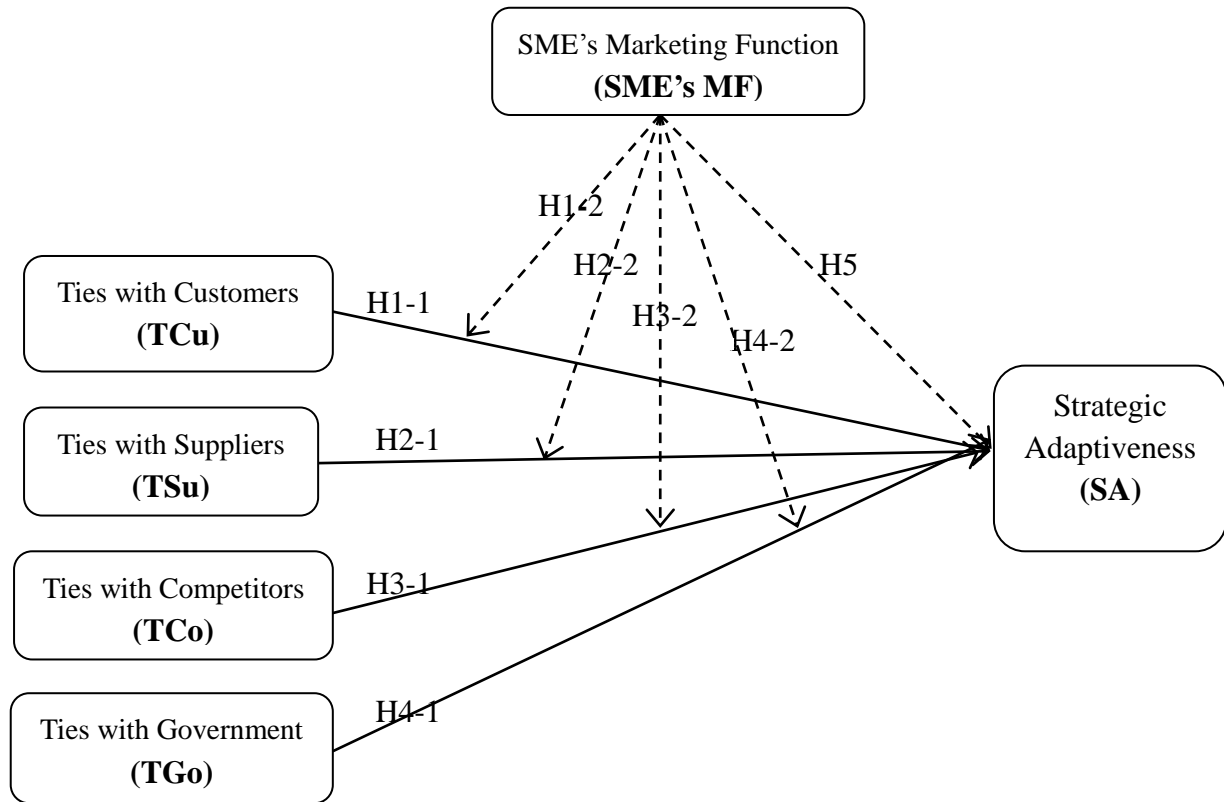 SME’s Marketing Function
(SME’s MF)
H1-2
H2-2
H5
Ties with Customers
(TCu)
H1-1
H3-2
H4-2
Strategic
Adaptiveness
(SA)
Ties with Suppliers
(TSu)
H2-1
Ties with Competitors
(TCo)
H3-1
Ties with Government
(TGo)
H4-1